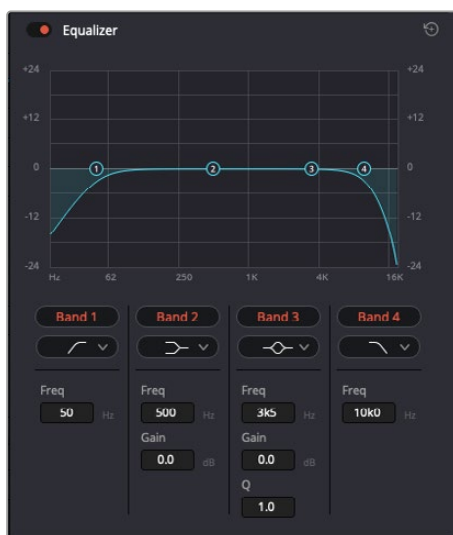 Equalizer
+24 +24
+12 +12
0 1 2 3 4 0
-12 -12
-24 -24
Hz 62 250 1K 4K 16K
Band 1 Band 2 Band 3 Band 4
Freq Freq Freq Freq
50 Hz 500 Hz 3k5 Hz 10k0 Hz
Gain Gain
0.0 dB 0.0 dB
Q
1.0